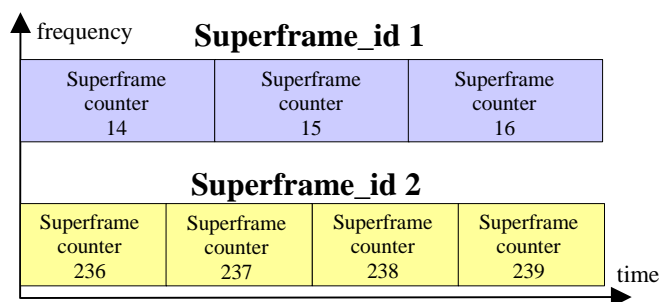 frequency
Superframe_id 1
Superframe Superframe Superframe
counter counter counter
14 15 16
Superframe_id 2
Superframe Superframe Superframe Superframe
counter counter counter counter
236 237 238 239
time